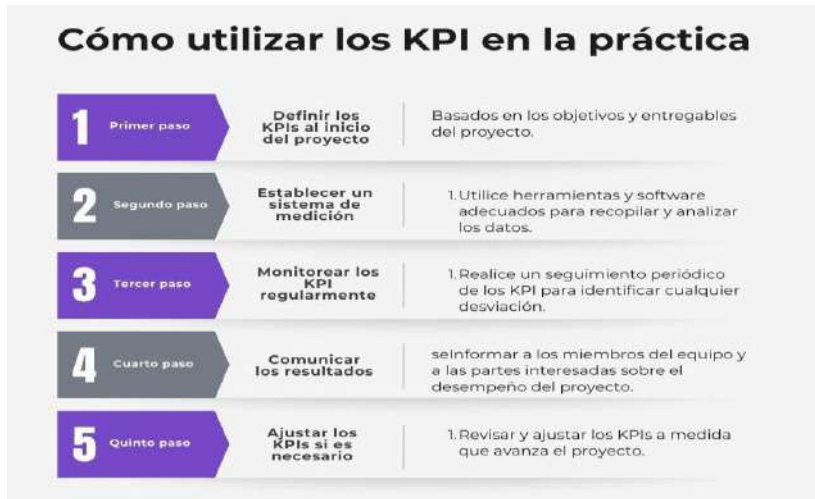 Cómo utilizar los KPI en la práctica
1 Primer paso
Definir los
KPIs al inicio
del proyecto
Basados en los objetivos y entregables
del proyecto.
2 Segundo paso
Establecer un
sistema de
medición
1. Utilice herramientas y software
adecuados para recopilar y analizar
los datos.
3 Tercer paso
Monitorear los
KPI
regularmente
1. Realice un seguimiento periódico
de los KPI para identificar cualquier
desviación.
4 Cuarto paso
Comunicar
los resultados
seInformar a los miembros del equipo y
a las partes interesadas sobre el
desempeño del proyecto.
5 Quinto paso
Ajustar los
KPIs si es
necesario
1. Revisar y ajustar los KPIs a medida
que avanza el proyecto.